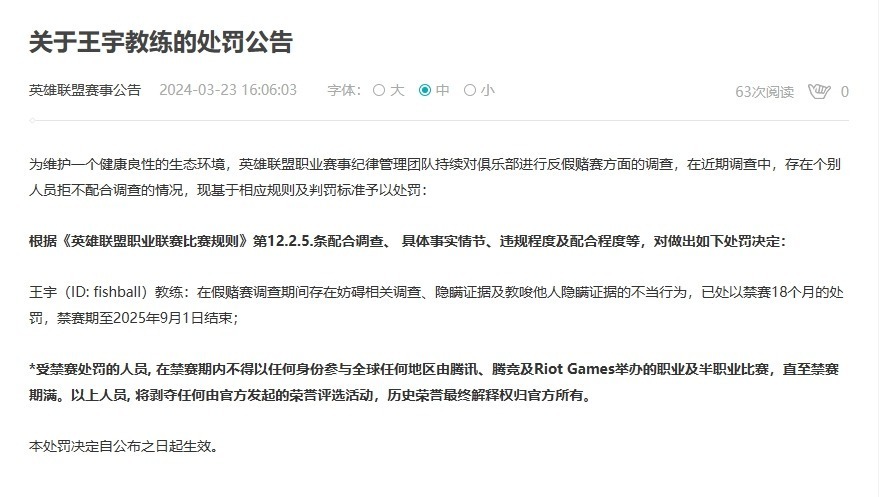 关于王宇教练的处罚公告
英雄联盟赛事公告 2024-03-23 16:06:03 字体: 大 中 小 63次阅读 0
为维护一个健康良性的生态环境，英雄联盟职业赛事纪律管理团队持续对俱乐部进行反假赌赛方面的调查，在近期调查中，存在个别
人员拒不配合调查的情况，现基于相应规则及判罚标准予以处罚：
根据《英雄联盟职业联赛比赛规则》第12.2.5.条配合调查、 具体事实情节、违规程度及配合程度等，对做出如下处罚决定：
王宇（ID: fishball）教练：在假赌赛调查期间存在妨碍相关调查、隐瞒证据及教唆他人隐瞒证据的不当行为，已处以禁赛18个月的处
罚，禁赛期至2025年9月1日结束；
*受禁赛处罚的人员, 在禁赛期内不得以任何身份参与全球任何地区由腾讯、腾竞及Riot Games举办的职业及半职业比赛，直至禁赛
期满。以上人员, 将剥夺任何由官方发起的荣誉评选活动，历史荣誉最终解释权归官方所有。
本处罚决定自公布之日起生效。